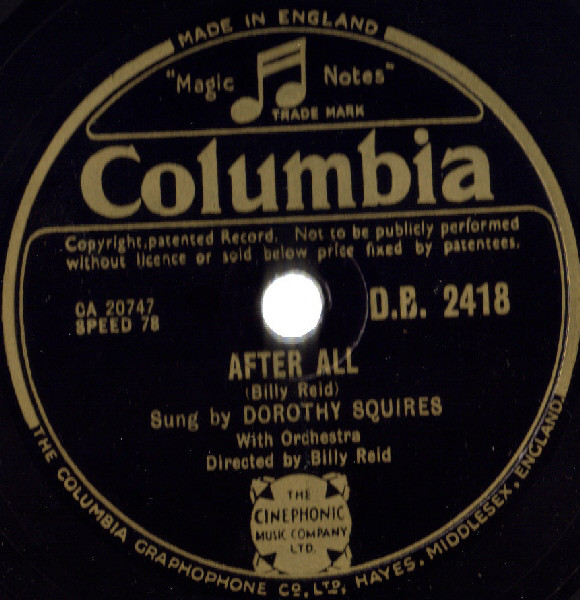 MADE IN ENGLAND
"Magic Notes"
TRADE MARK
Columbia
Copyright, patented Record. Not to be publicly performed
without licence or sold below price fixed by patentees.
CA 20747
SPEED 78
D.B. 2418
AFTER ALL
(Billy Reid)
Sung by DOROTHY SQUIRES
With Orchestra
Directed by Billy Reid
THE
CINEPHONIC
MUSIC COMPANY
LTD.
THE COLUMBIA GRAPHOPHONE CO., LTD, HAYES, MIDDLESEX, ENGLAND.